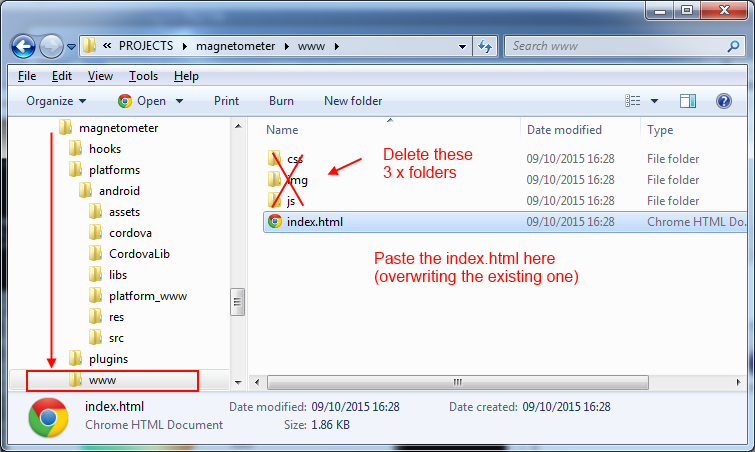 « PROJECTS ▸ magnetometer ▸ www ▸
Search www
File Edit View Tools Help
Organize Open Print Burn New folder
magnetometer
hooks
platforms
android
assets
cordova
CordovaLib
libs
platform_www
res
src
plugins
www
Name Date modified Type
css 09/10/2015 16:28 File folder
img 09/10/2015 16:28 File folder
js 09/10/2015 16:28 File folder
index.html 09/10/2015 16:28 Chrome HTML Do...
Delete these
3 x folders
Paste the index.html here
(overwriting the existing one)
index.html Date modified: 09/10/2015 16:28 Date created: 09/10/2015 16:28
Chrome HTML Document Size: 1.86 KB